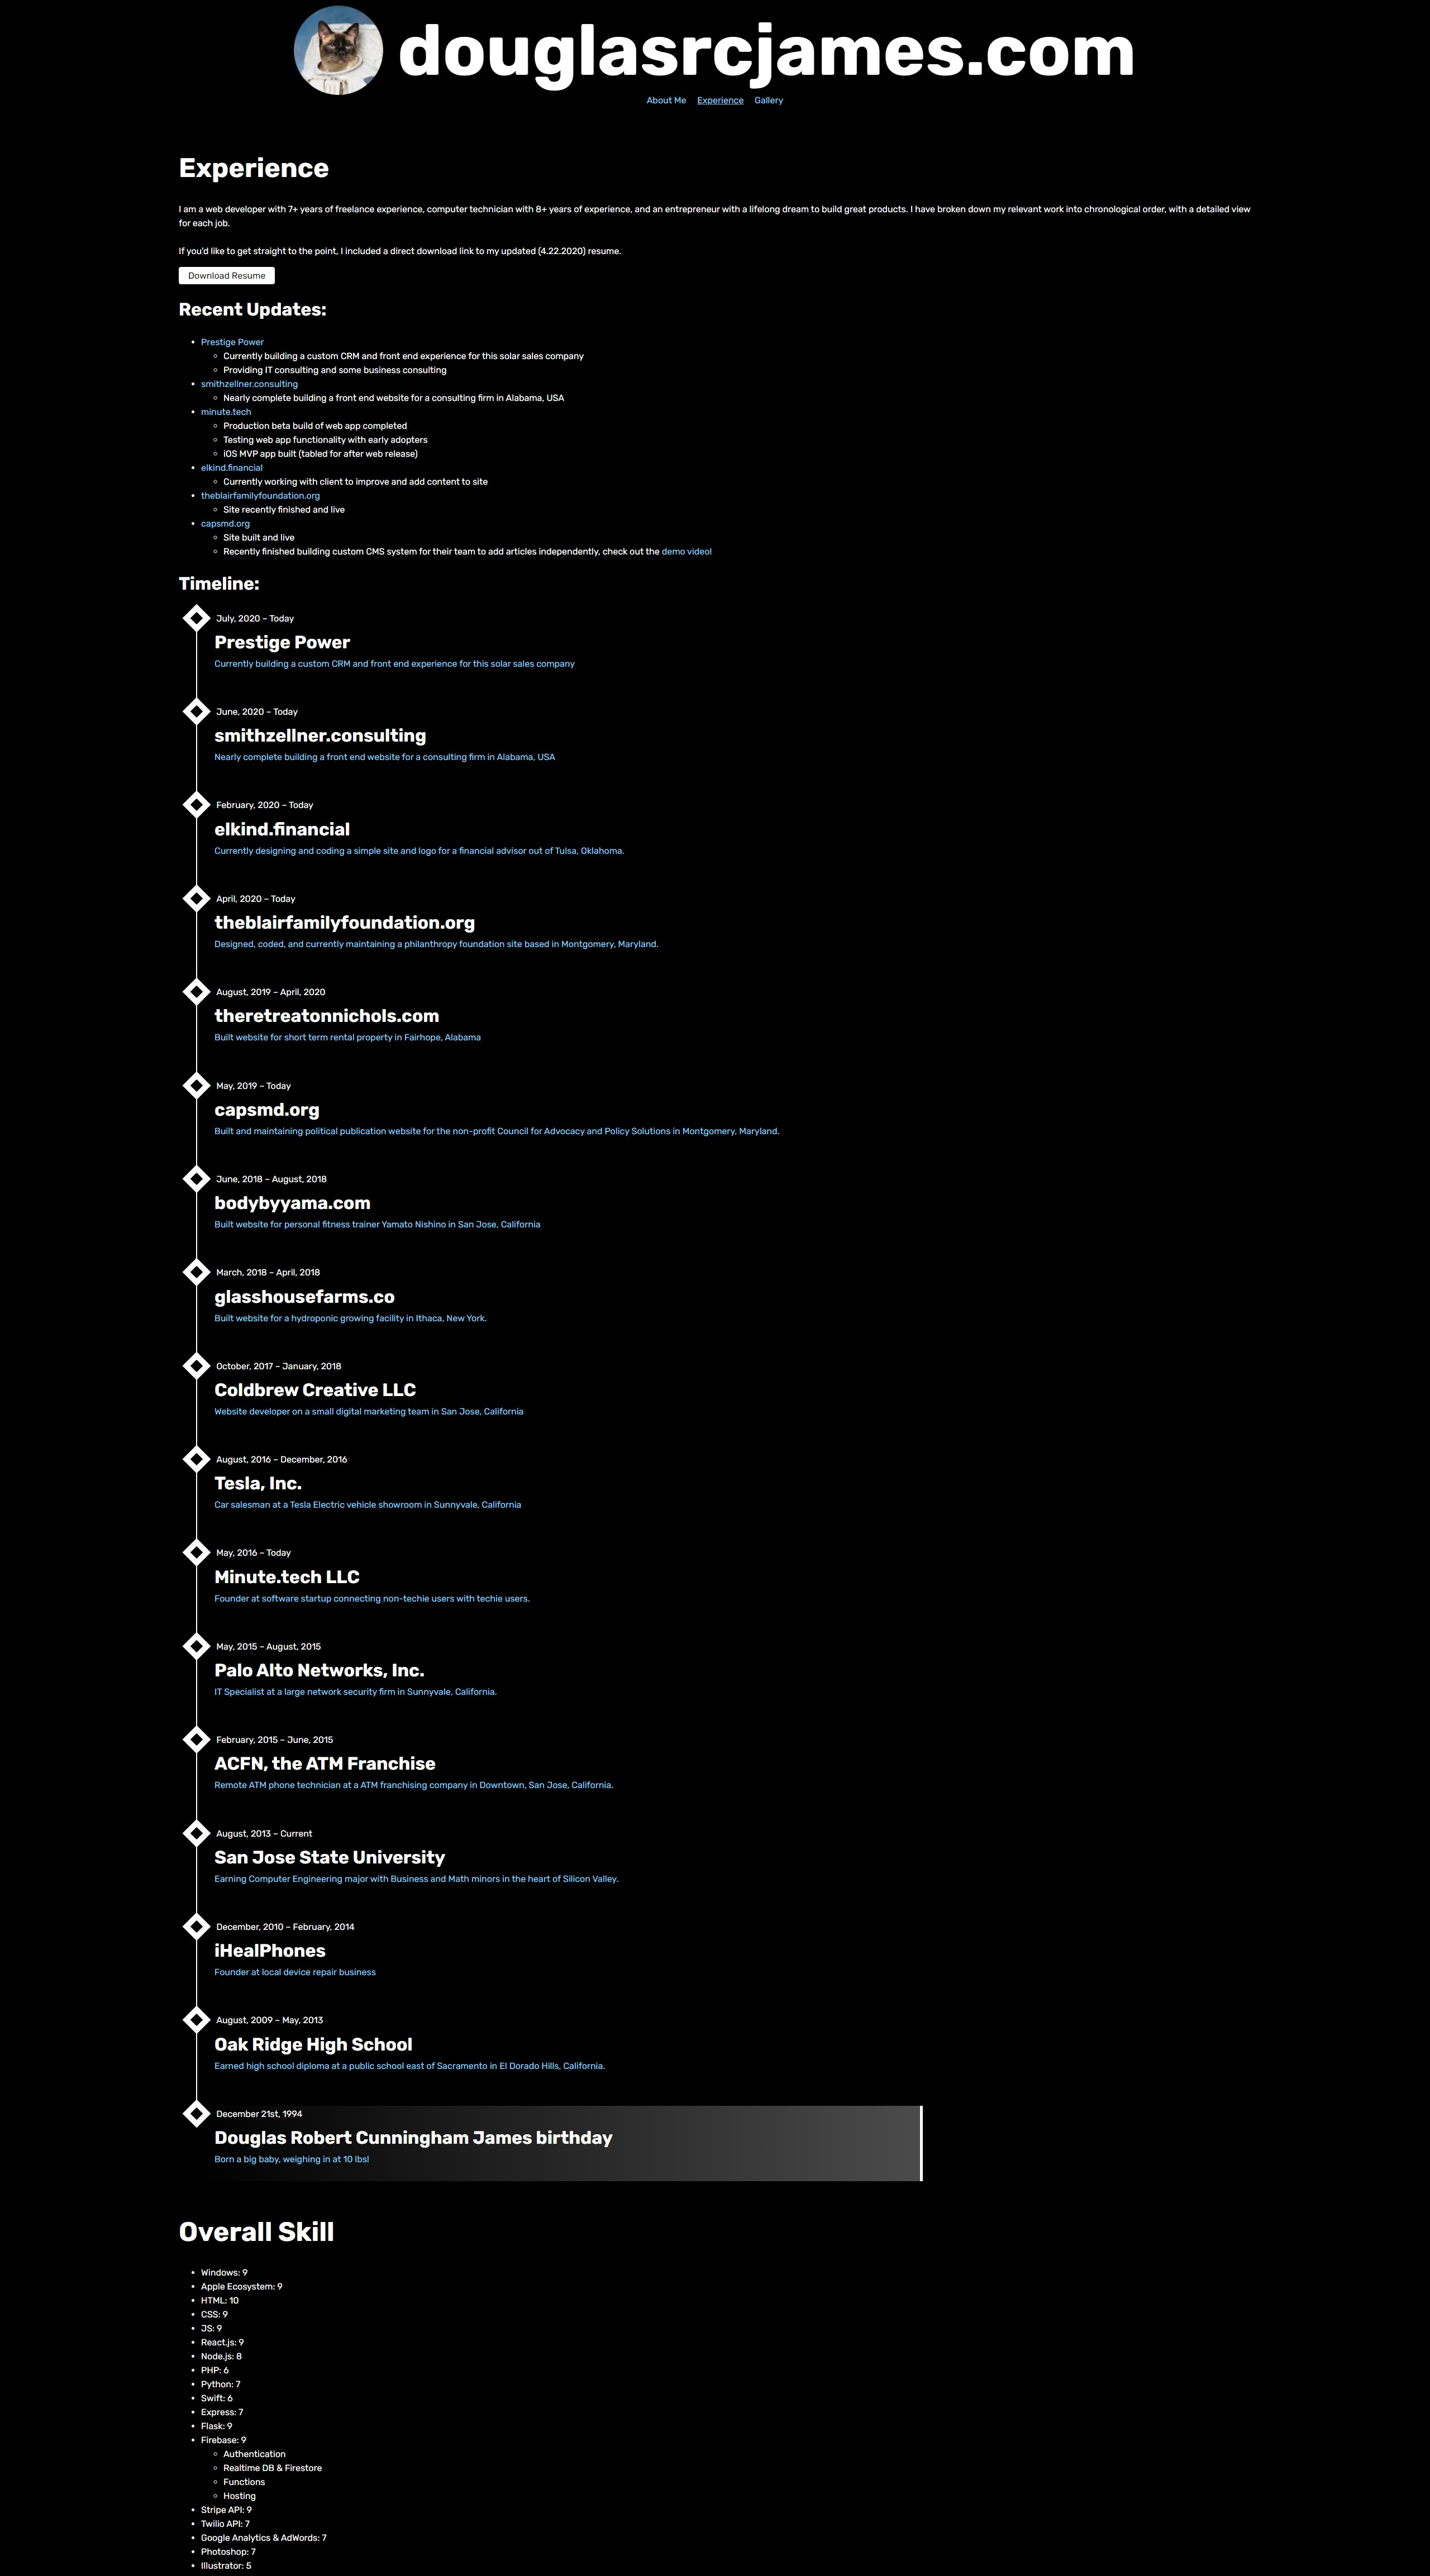 douglasrcjames.com
About Me Experience Gallery
Experience
I am a web developer with 7+ years of freelance experience, computer technician with 8+ years of experience, and an entrepreneur with a lifelong dream to build great products. I have broken down my relevant work into chronological order, with a detailed view
for each job.
If you'd like to get straight to the point, I included a direct download link to my updated (4.22.2020) resume.
Download Resume
Recent Updates:
Prestige Power
Currently building a custom CRM and front end experience for this solar sales company
Providing IT consulting and some business consulting
smithzellner.consulting
Nearly complete building a front end website for a consulting firm in Alabama, USA
minute.tech
Production beta build of web app completed
Testing web app functionality with early adopters
iOS MVP app built (tabled for after web release)
elkind.financial
Currently working with client to improve and add content to site
theblairfamilyfoundation.org
Site recently finished and live
capsmd.org
Site built and live
Recently finished building custom CMS system for their team to add articles independently, check out the demo video!
Timeline:
July, 2020 – Today
Prestige Power
Currently building a custom CRM and front end experience for this solar sales company
June, 2020 – Today
smithzellner.consulting
Nearly complete building a front end website for a consulting firm in Alabama, USA
February, 2020 – Today
elkind.financial
Currently designing and coding a simple site and logo for a financial advisor out of Tulsa, Oklahoma.
April, 2020 – Today
theblairfamilyfoundation.org
Designed, coded, and currently maintaining a philanthropy foundation site based in Montgomery, Maryland.
August, 2019 – April, 2020
theretreatonnichols.com
Built website for short term rental property in Fairhope, Alabama
May, 2019 – Today
capsmd.org
Built and maintaining political publication website for the non-profit Council for Advocacy and Policy Solutions in Montgomery, Maryland.
June, 2018 – August, 2018
bodybyyama.com
Built website for personal fitness trainer Yamato Nishino in San Jose, California
March, 2018 – April, 2018
glasshousefarms.co
Built website for a hydroponic growing facility in Ithaca, New York.
October, 2017 – January, 2018
Coldbrew Creative LLC
Website developer on a small digital marketing team in San Jose, California
August, 2016 – December, 2016
Tesla, Inc.
Car salesman at a Tesla Electric vehicle showroom in Sunnyvale, California
May, 2016 – Today
Minute.tech LLC
Founder at software startup connecting non-techie users with techie users.
May, 2015 – August, 2015
Palo Alto Networks, Inc.
IT Specialist at a large network security firm in Sunnyvale, California.
February, 2015 – June, 2015
ACFN, the ATM Franchise
Remote ATM phone technician at a ATM franchising company in Downtown, San Jose, California.
August, 2013 – Current
San Jose State University
Earning Computer Engineering major with Business and Math minors in the heart of Silicon Valley.
December, 2010 – February, 2014
iHealPhones
Founder at local device repair business
August, 2009 – May, 2013
Oak Ridge High School
Earned high school diploma at a public school east of Sacramento in El Dorado Hills, California.
December 21st, 1994
Douglas Robert Cunningham James birthday
Born a big baby, weighing in at 10 lbs!
Overall Skill
Windows: 9
Apple Ecosystem: 9
HTML: 10
CSS: 9
JS: 9
React.js: 9
Node.js: 8
PHP: 6
Python: 7
Swift: 6
Express: 7
Flask: 9
Firebase: 9
Authentication
Realtime DB & Firestore
Functions
Hosting
Stripe API: 9
Twilio API: 7
Google Analytics & AdWords: 7
Photoshop: 7
Illustrator: 5